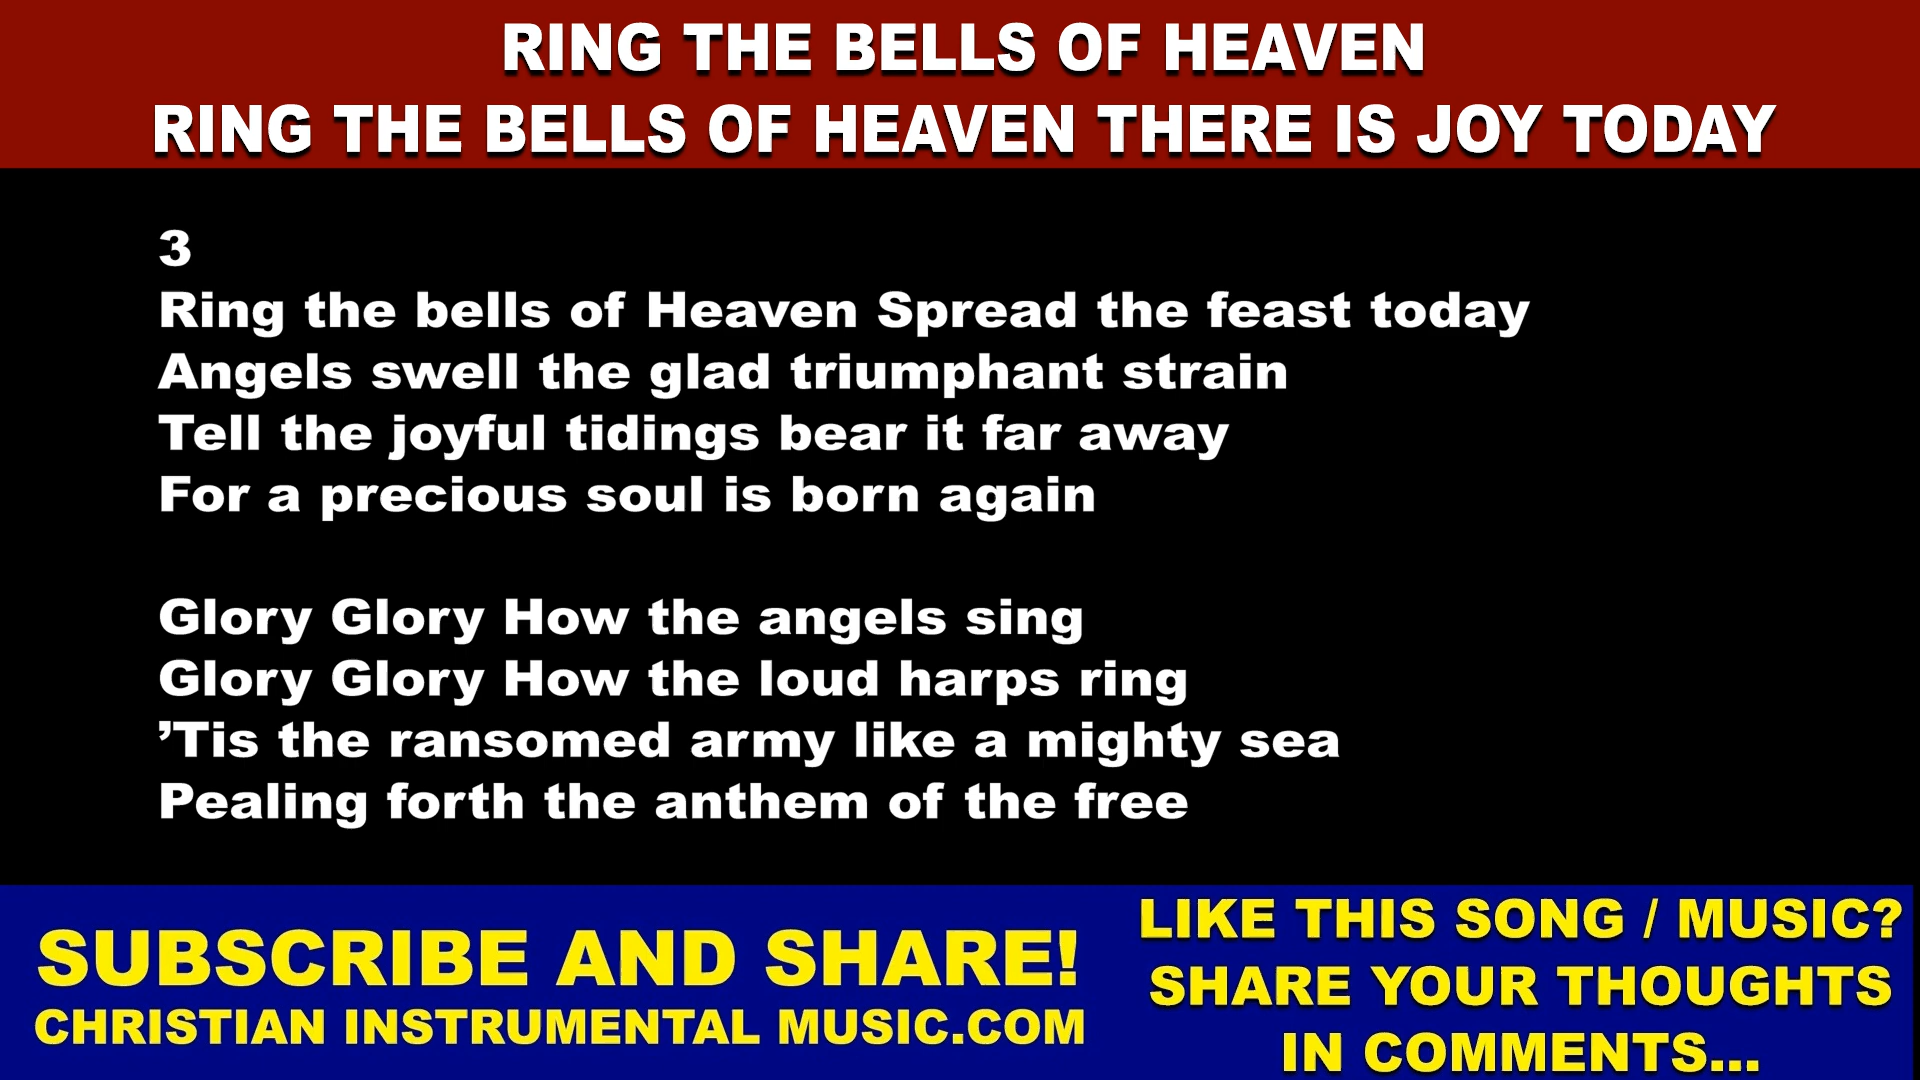 RING THE BELLS OF HEAVEN
RING THE BELLS OF HEAVEN THERE IS JOY TODAY
3
Ring the bells of Heaven Spread the feast today
Angels swell the glad triumphant strain
Tell the joyful tidings bear it far away
For a precious soul is born again
Glory Glory How the angels sing
Glory Glory How the loud harps ring
’Tis the ransomed army like a mighty sea
Pealing forth the anthem of the free
SUBSCRIBE AND SHARE!
CHRISTIAN INSTRUMENTAL MUSIC.COM
LIKE THIS SONG / MUSIC?
SHARE YOUR THOUGHTS
IN COMMENTS...